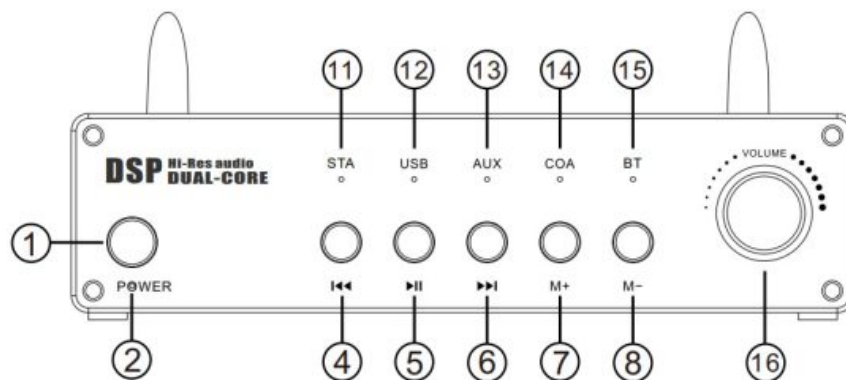 11 12 13 14 15
STA USB AUX COA BT
VOLUME
DSP Hi-Res audio
DUAL-CORE
1
POWER
M+ M−
2 4 5 6 7 8 16